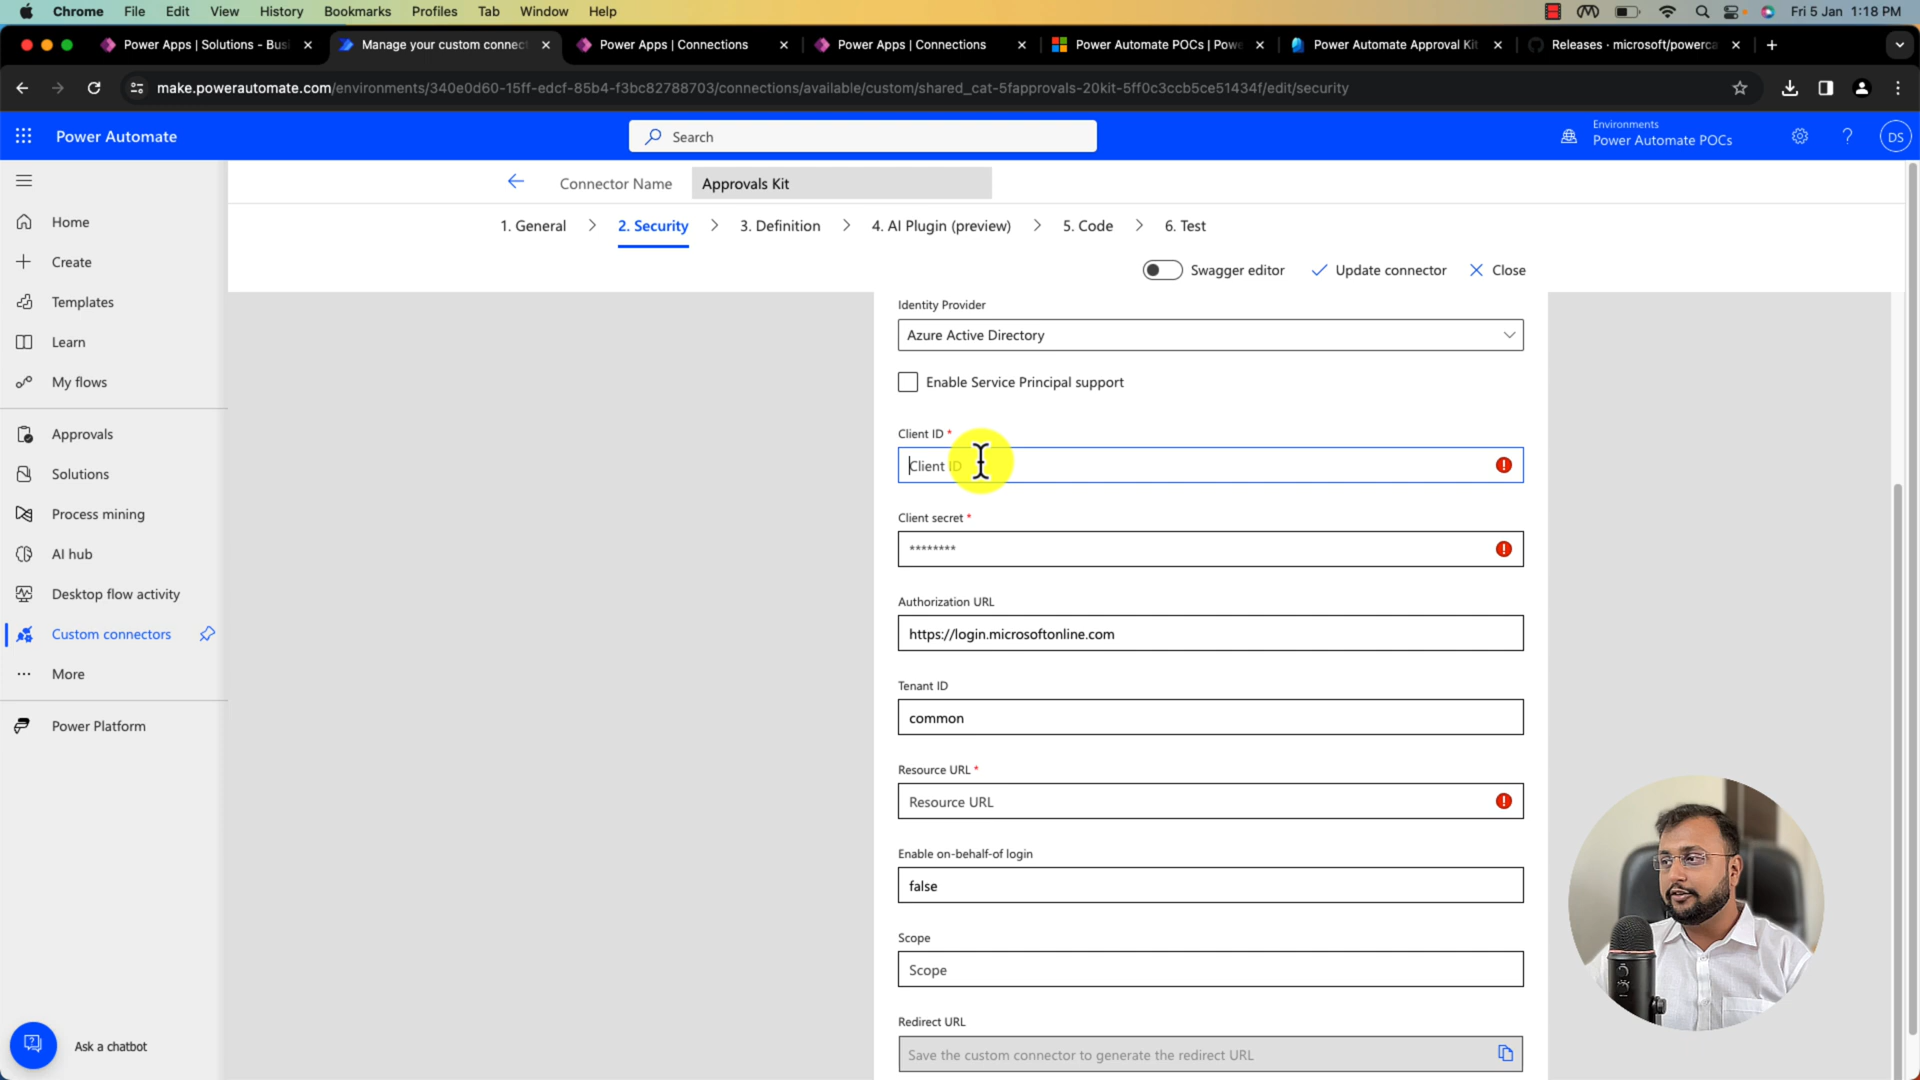 Chrome File Edit View History Bookmarks Profiles Tab Window Help Fri 5 Jan 1:18 PM
Power Apps | Solutions - Busi Manage your custom connect Power Apps | Connections Power Apps | Connections Power Automate POCs | Powe Power Automate Approval Kit Releases · microsoft/powerca
make.powerautomate.com/environments/340e0d60-15ff-edcf-85b4-f3bc82788703/connections/available/custom/shared_cat-5fapprovals-20kit-5ff0c3ccb5ce51434f/edit/security
Power Automate
Search
Environments
Power Automate POCs
DS
Connector Name Approvals Kit
1. General 2. Security 3. Definition 4. AI Plugin (preview) 5. Code 6. Test
Swagger editor Update connector Close
Home
Create
Templates
Learn
My flows
Approvals
Solutions
Process mining
AI hub
Desktop flow activity
Custom connectors
More
Power Platform
Ask a chatbot
Identity Provider
Azure Active Directory
Enable Service Principal support
Client ID *
Client ID
Client secret *
********
Authorization URL
https://login.microsoftonline.com
Tenant ID
common
Resource URL *
Resource URL
Enable on-behalf-of login
false
Scope
Scope
Redirect URL
Save the custom connector to generate the redirect URL